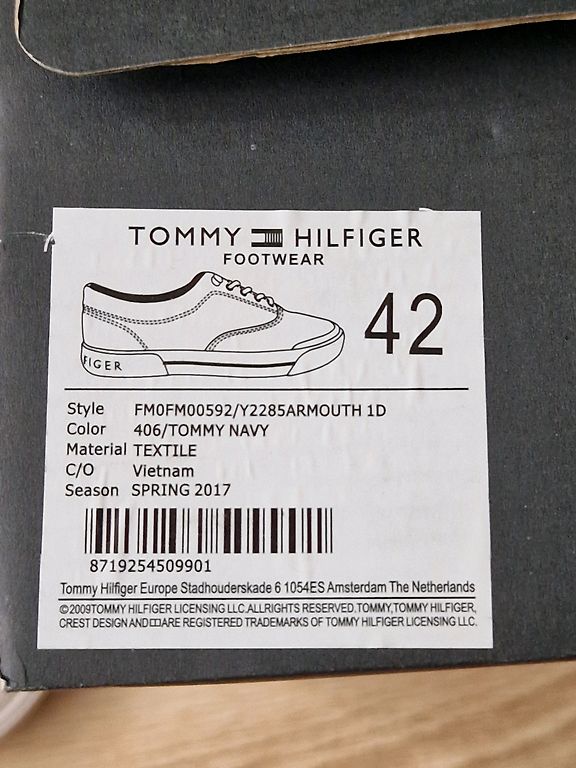 TOMMY HILFIGER
FOOTWEAR
42
FIGER
Style FM0FM00592/Y2285ARMOUTH 1D
Color 406/TOMMY NAVY
Material TEXTILE
C/O Vietnam
Season SPRING 2017
8719254509901
Tommy Hilfiger Europe Stadhouderskade 6 1054ES Amsterdam The Netherlands
©2009TOMMY HILFIGER LICENSING LLC.ALLRIGHTS RESERVED.TOMMY,TOMMY HILFIGER,
CREST DESIGN AND ARE REGISTERED TRADEMARKS OF TOMMY HILFIGER LICENSING LLC.